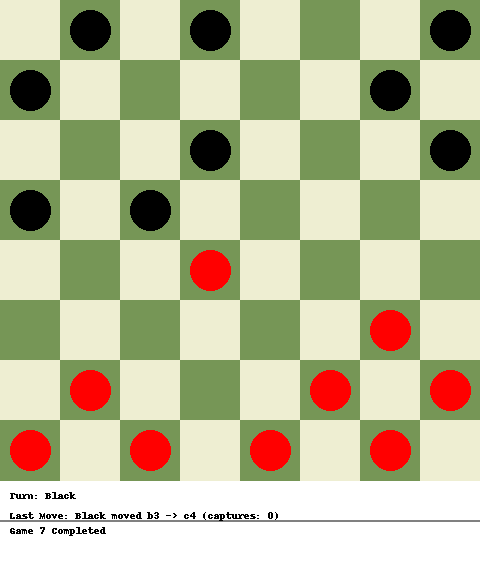 Turn: Black
Last Move: Black moved b3 -> c4 (captures: 0)
Game 7 Completed